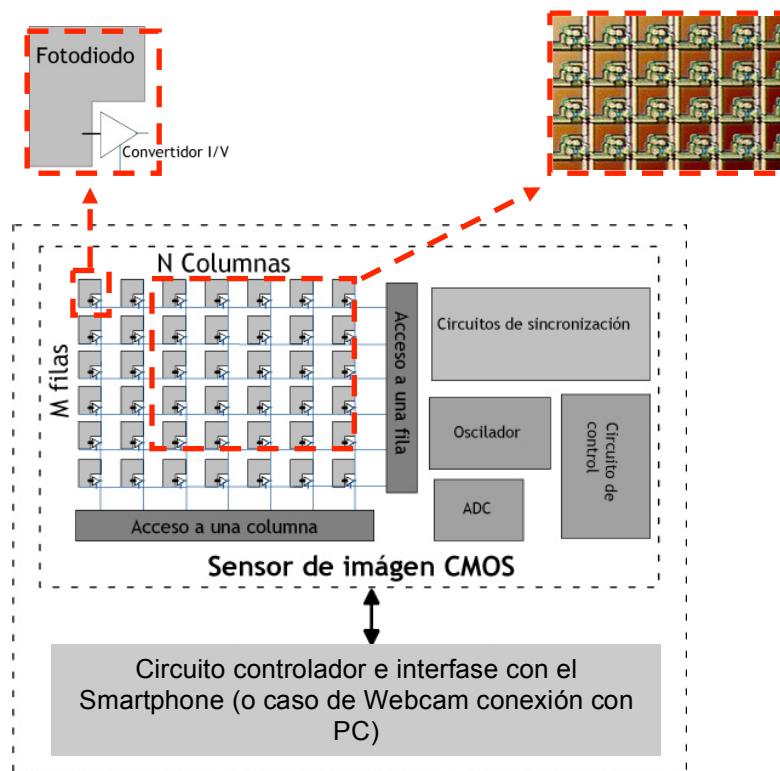 Fotodiodo
Convertidor I/V
N Columnas
M filas
Acceso a una fila
Circuitos de sincronización
Oscilador
Circuito de
control
ADC
Acceso a una columna
Sensor de imágen CMOS
Circuito controlador e interfase con el
Smartphone (o caso de Webcam conexión con
PC)